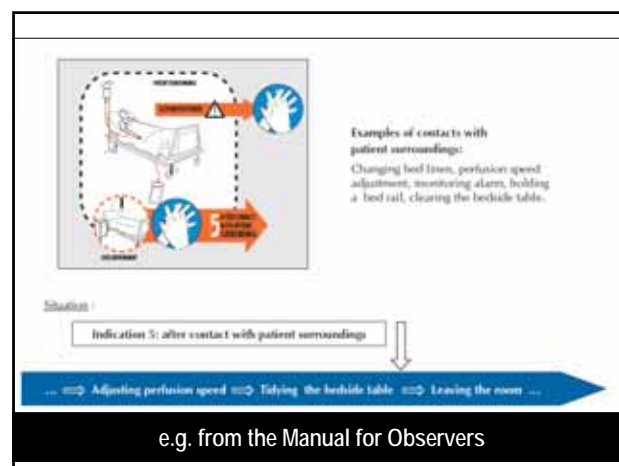 5
Examples of contacts with
patient surroundings:
Changing bed linen, perfusion speed
adjustment, monitoring alarm, holding
a bed rail, clearing the bedside table.
Situation :
Indication 5: after contact with patient surroundings
... ⇨ Adjusting perfusion speed ⇨ Tidying the bedside table ⇨ Leaving the room ...
e.g. from the Manual for Observers